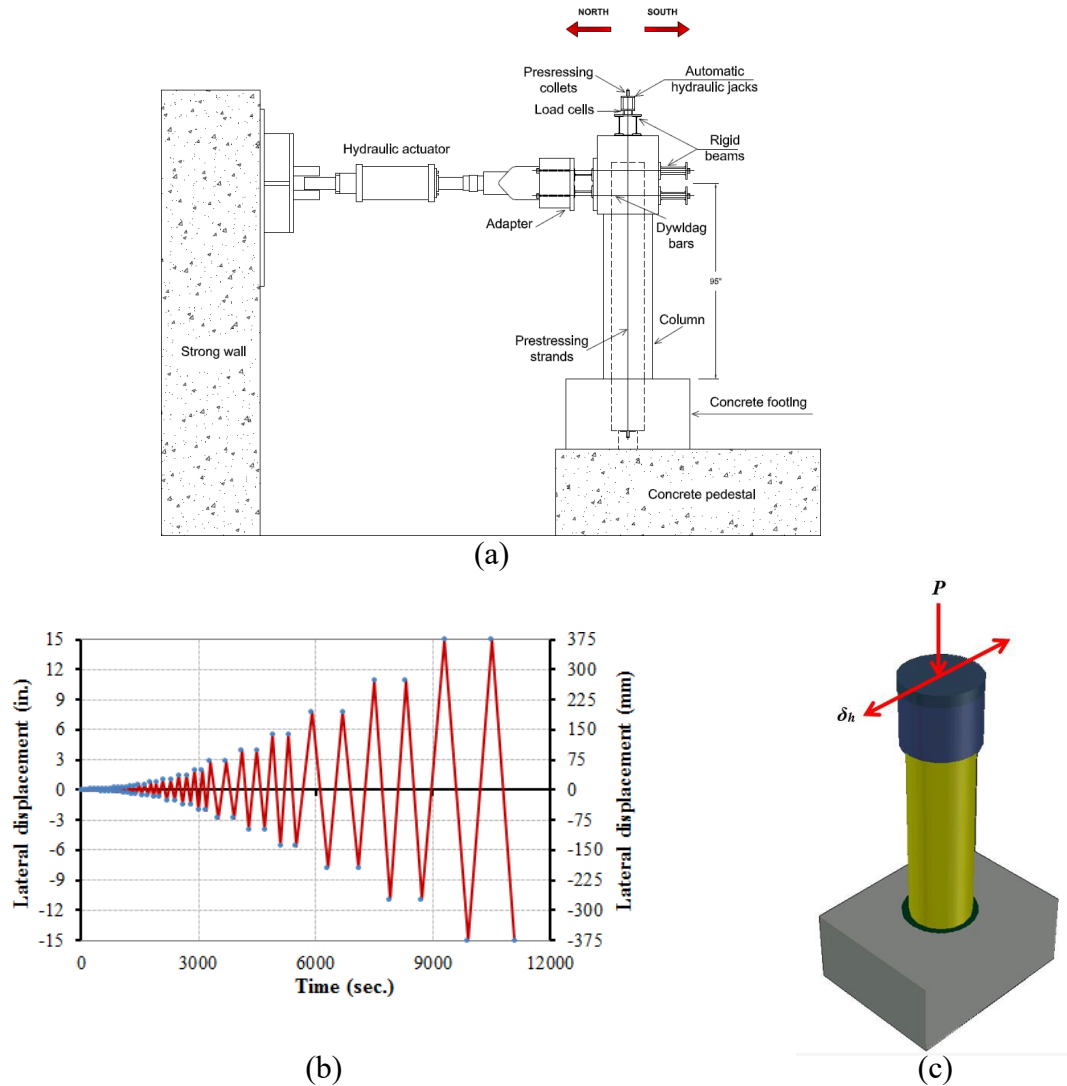 NORTH SOUTH
Presressing
collets
Automatic
hydraulic jacks
Load cells
Rigid
beams
Hydraulic actuator
Adapter
Dywldag
bars
95"
Column
Prestressing
strands
Strong wall
Concrete footIng
Concrete pedestal
(a)
Lateral displacement (in.)
15
12
9
6
3
0
-3
-6
-9
-12
-15
375
300
225
150
75
0
-75
-150
-225
-300
-375
Lateral displacement (mm)
0 3000 6000 9000 12000
Time (sec.)
(b)
P
δh
(c)